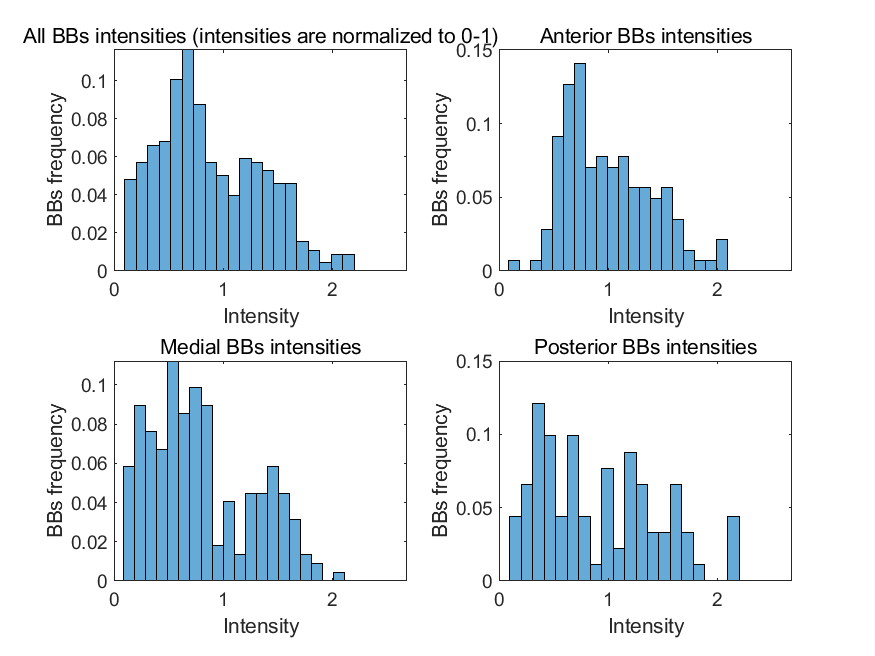 All BBs intensities (intensities are normalized to 0-1)
BBs frequency
0.1
0.08
0.06
0.04
0.02
0
0 1 2
Intensity
Anterior BBs intensities
BBs frequency
0.15
0.1
0.05
0
0 1 2
Intensity
Medial BBs intensities
BBs frequency
0.1
0.08
0.06
0.04
0.02
0
0 1 2
Intensity
Posterior BBs intensities
BBs frequency
0.15
0.1
0.05
0
0 1 2
Intensity